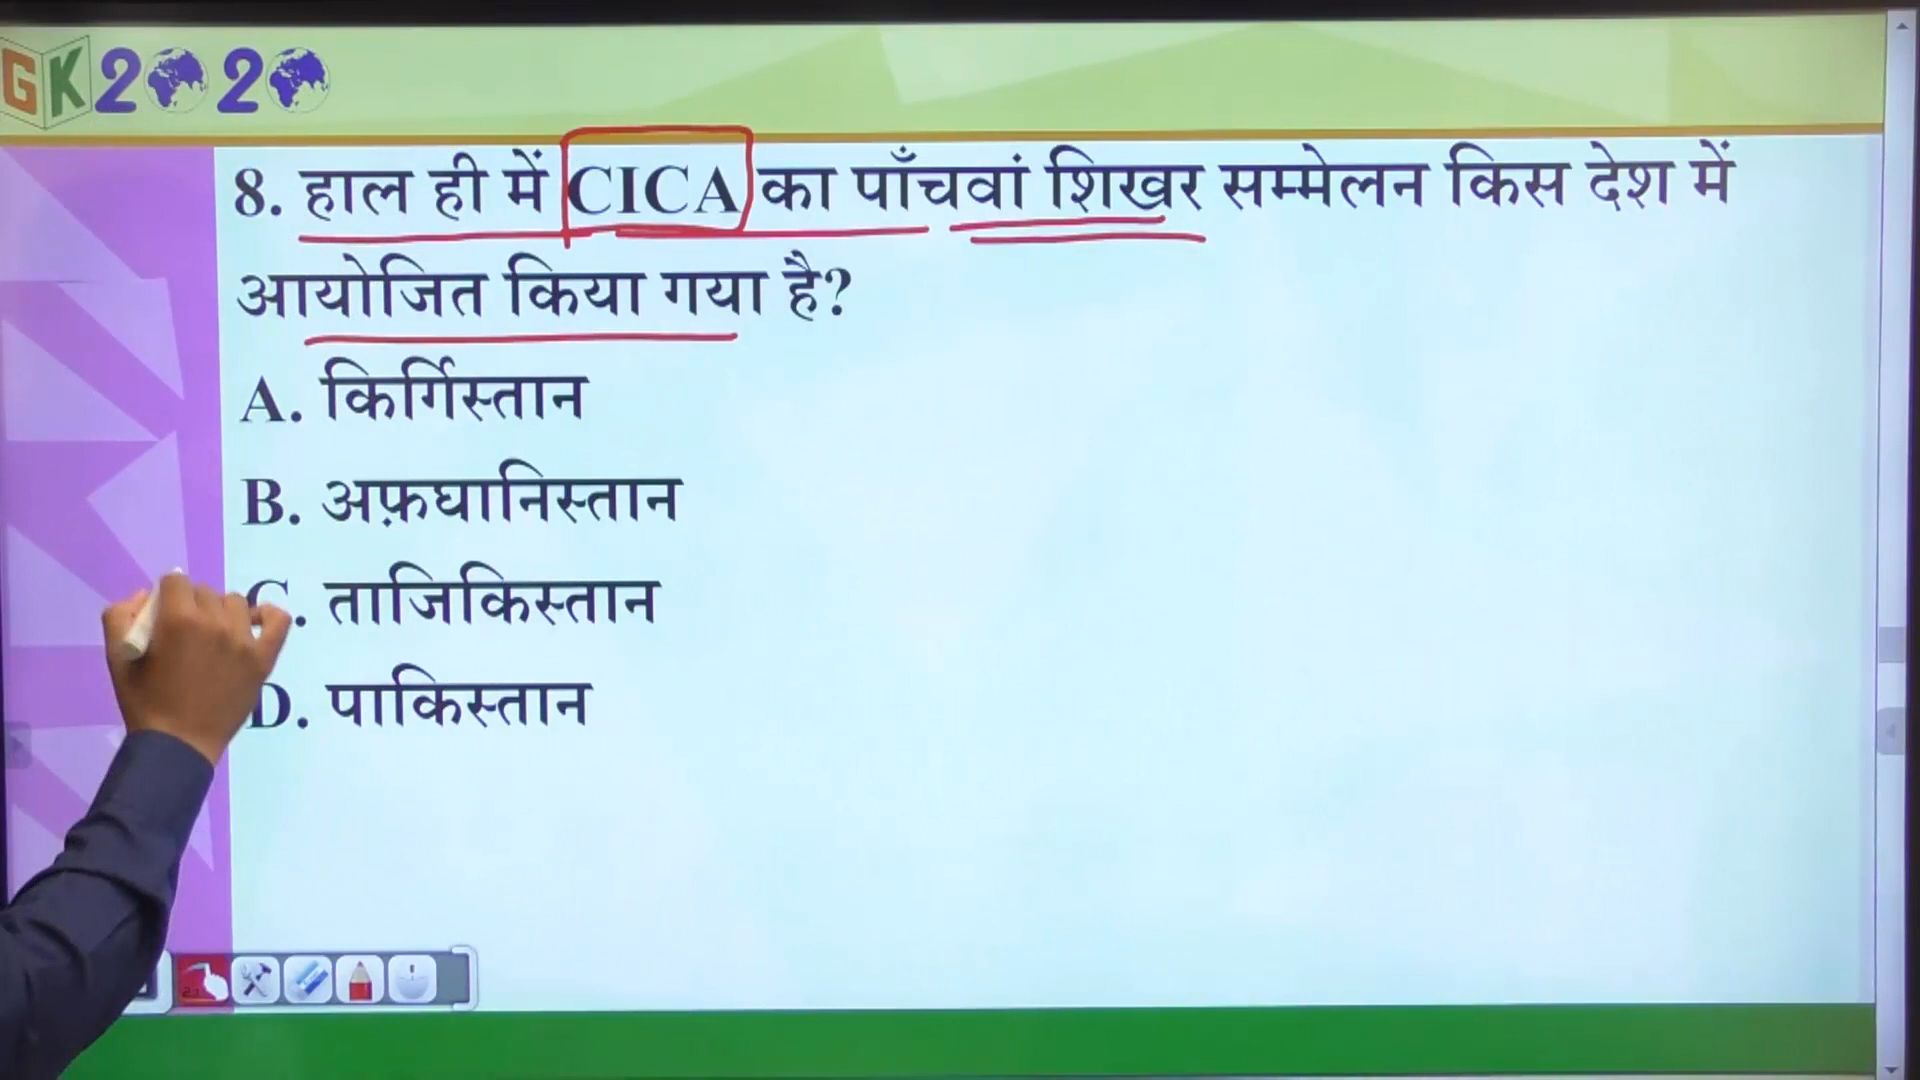 GK2020
8. हाल ही में CICA का पाँचवां शिखर सम्मेलन किस देश में
आयोजित किया गया है?
A. किर्गिस्तान
B. अफ़घानिस्तान
C. ताजिकिस्तान
D. पाकिस्तान